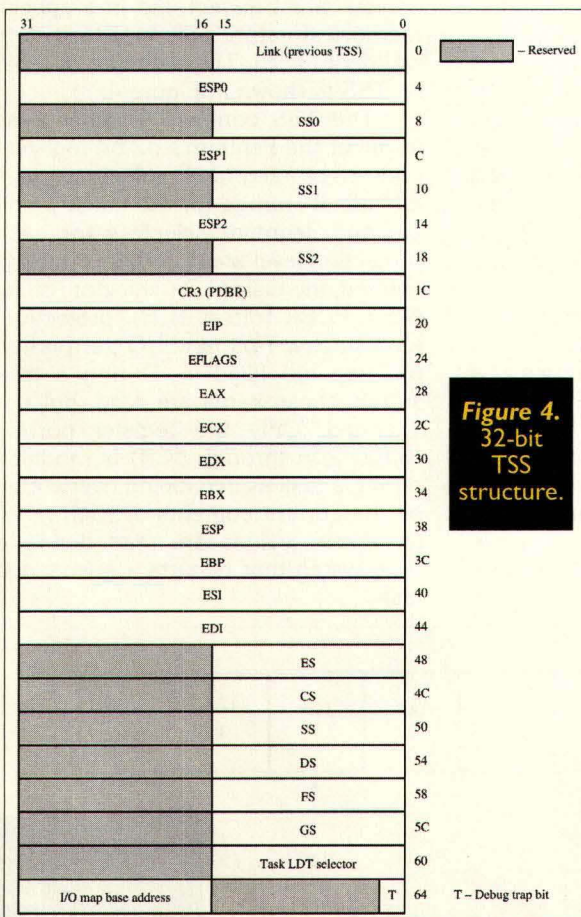 31 16 15 0
Link (previous TSS) 0 – Reserved
ESP0 4
SS0 8
ESP1 C
SS1 10
ESP2 14
SS2 18
CR3 (PDBR) 1C
EIP 20
EFLAGS 24
EAX 28
ECX 2C
EDX 30
EBX 34
ESP 38
EBP 3C
ESI 40
EDI 44
ES 48
CS 4C
SS 50
DS 54
FS 58
GS 5C
Task LDT selector 60
I/O map base address T 64 T – Debug trap bit
Figure 4.
32-bit
TSS
structure.